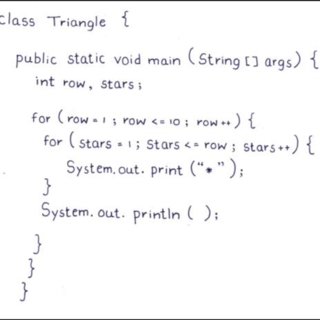 class Triangle {
public static void main (String [] args) {
int row, stars;
for (row = 1 ; row <= 10 ; row++) {
for (stars = 1 ; stars <= row ; stars++) {
System.out. print ("*");
}
System.out. println ( );
}
}
}